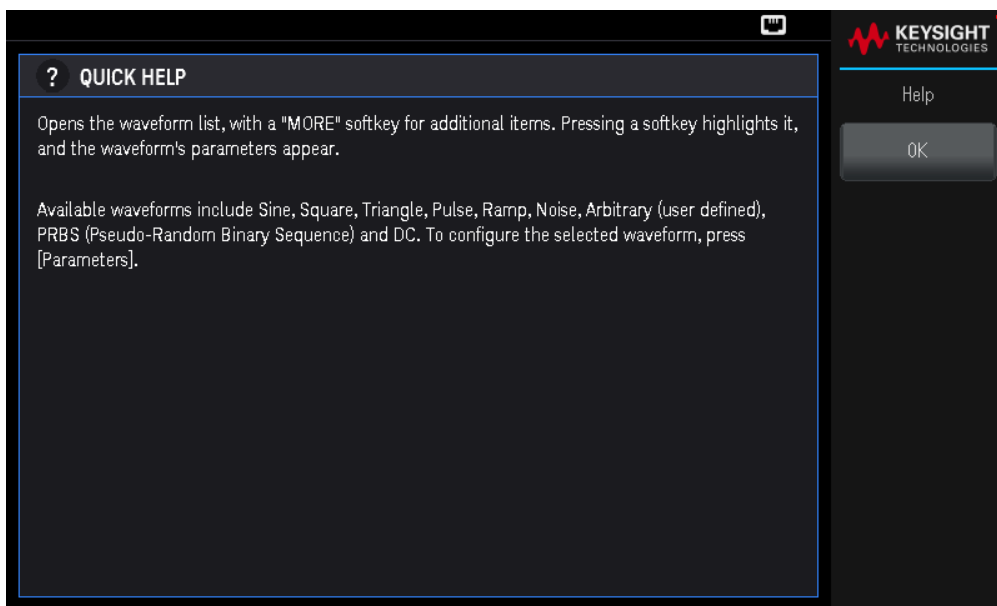 KEYSIGHT
TECHNOLOGIES
? QUICK HELP
Help
Opens the waveform list, with a "MORE" softkey for additional items. Pressing a softkey highlights it,
and the waveform's parameters appear.
OK
Available waveforms include Sine, Square, Triangle, Pulse, Ramp, Noise, Arbitrary (user defined),
PRBS (Pseudo-Random Binary Sequence) and DC. To configure the selected waveform, press
[Parameters].